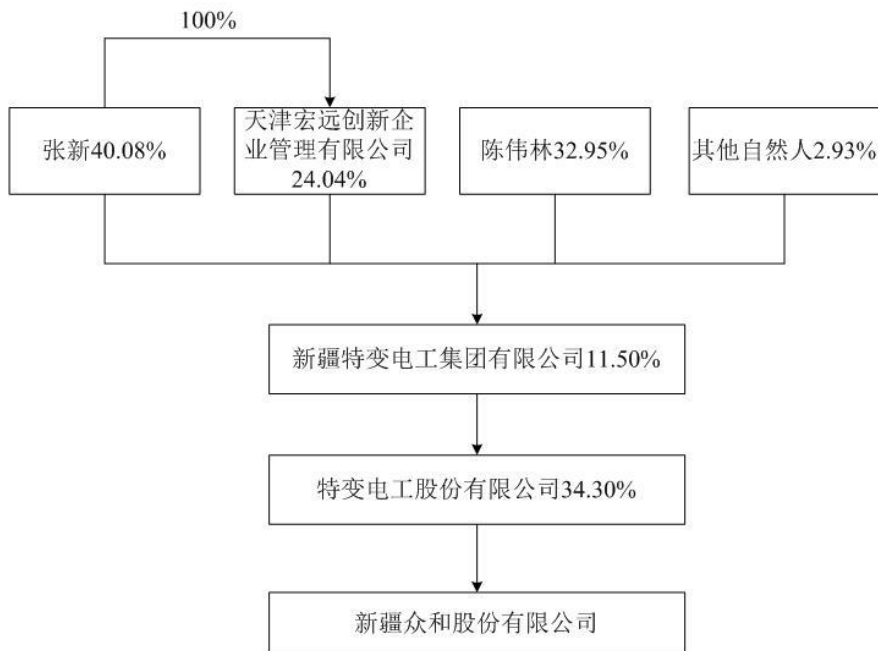 100%
张新40.08%
天津宏远创新企
业管理有限公司
24.04%
陈伟林32.95%
其他自然人2.93%
新疆特变电工集团有限公司11.50%
特变电工股份有限公司34.30%
新疆众和股份有限公司